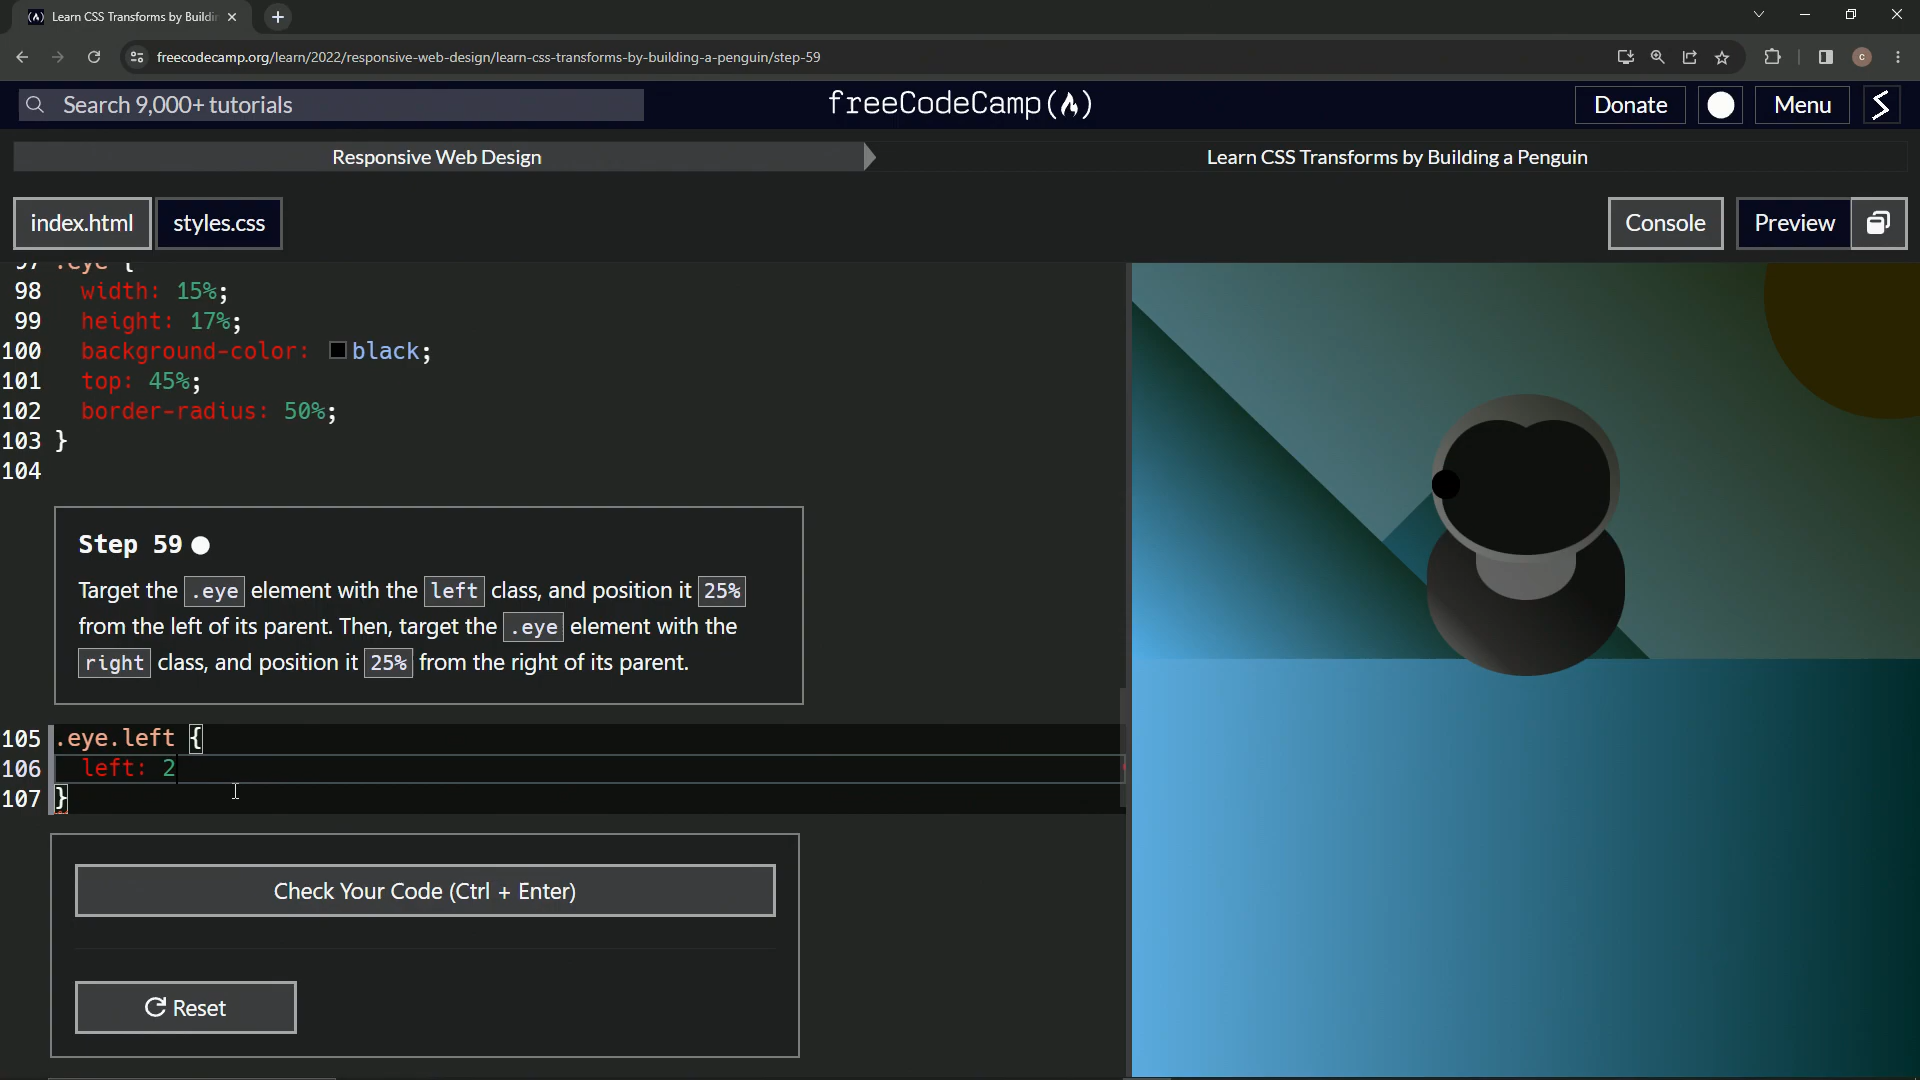 Learn CSS Transforms by Buildin
freecodecamp.org/learn/2022/responsive-web-design/learn-css-transforms-by-building-a-penguin/step-59
c
Search 9,000+ tutorials
freeCodeCamp
Donate
Menu
Responsive Web Design
Learn CSS Transforms by Building a Penguin
index.html
styles.css
Console
Preview
97 .eye {
98 width: 15%;
99 height: 17%;
100 background-color: black;
101 top: 45%;
102 border-radius: 50%;
103 }
104
Step 59
Target the .eye element with the left class, and position it 25%
from the left of its parent. Then, target the .eye element with the
right class, and position it 25% from the right of its parent.
105 .eye.left {
106 left: 2
107 }
Check Your Code (Ctrl + Enter)
Reset